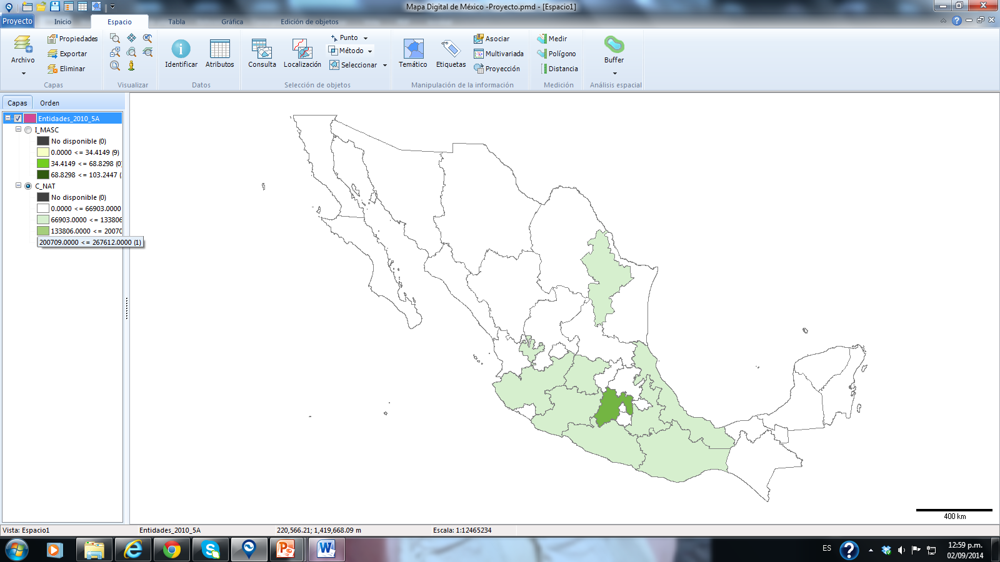 Mapa Digital de México -Proyecto.pmd - [Espacio1]
Proyecto Inicio Espacio Tabla Gráfica Edición de objetos
Archivo
Propiedades
Exportar
Eliminar
Capas
Visualizar
Identificar Atributos
Datos
Consulta Localización
Punto
Método
Seleccionar
Selección de objetos
Temático Etiquetas
Asociar
Multivariada
Proyección
Manipulación de la información
Medir
Polígono
Distancia
Medición
Buffer
Análisis espacial
Capas Orden
Entidades_2010_5A
I_MASC
No disponible (0)
0.0000 <= 34.4149 (9)
34.4149 <= 68.8298 (0
68.8298 <= 103.2447 (
C_NAT
No disponible (0)
0.0000 <= 66903.0000
66903.0000 <= 133806
133806.0000 <= 20070
200709.0000 <= 267612.0000 (1)
400 km
Vista: Espacio1 Entidades_2010_5A 220,566.21; 1,419,668.09 m Escala: 1:12465234
ES
12:59 p.m.
02/09/2014